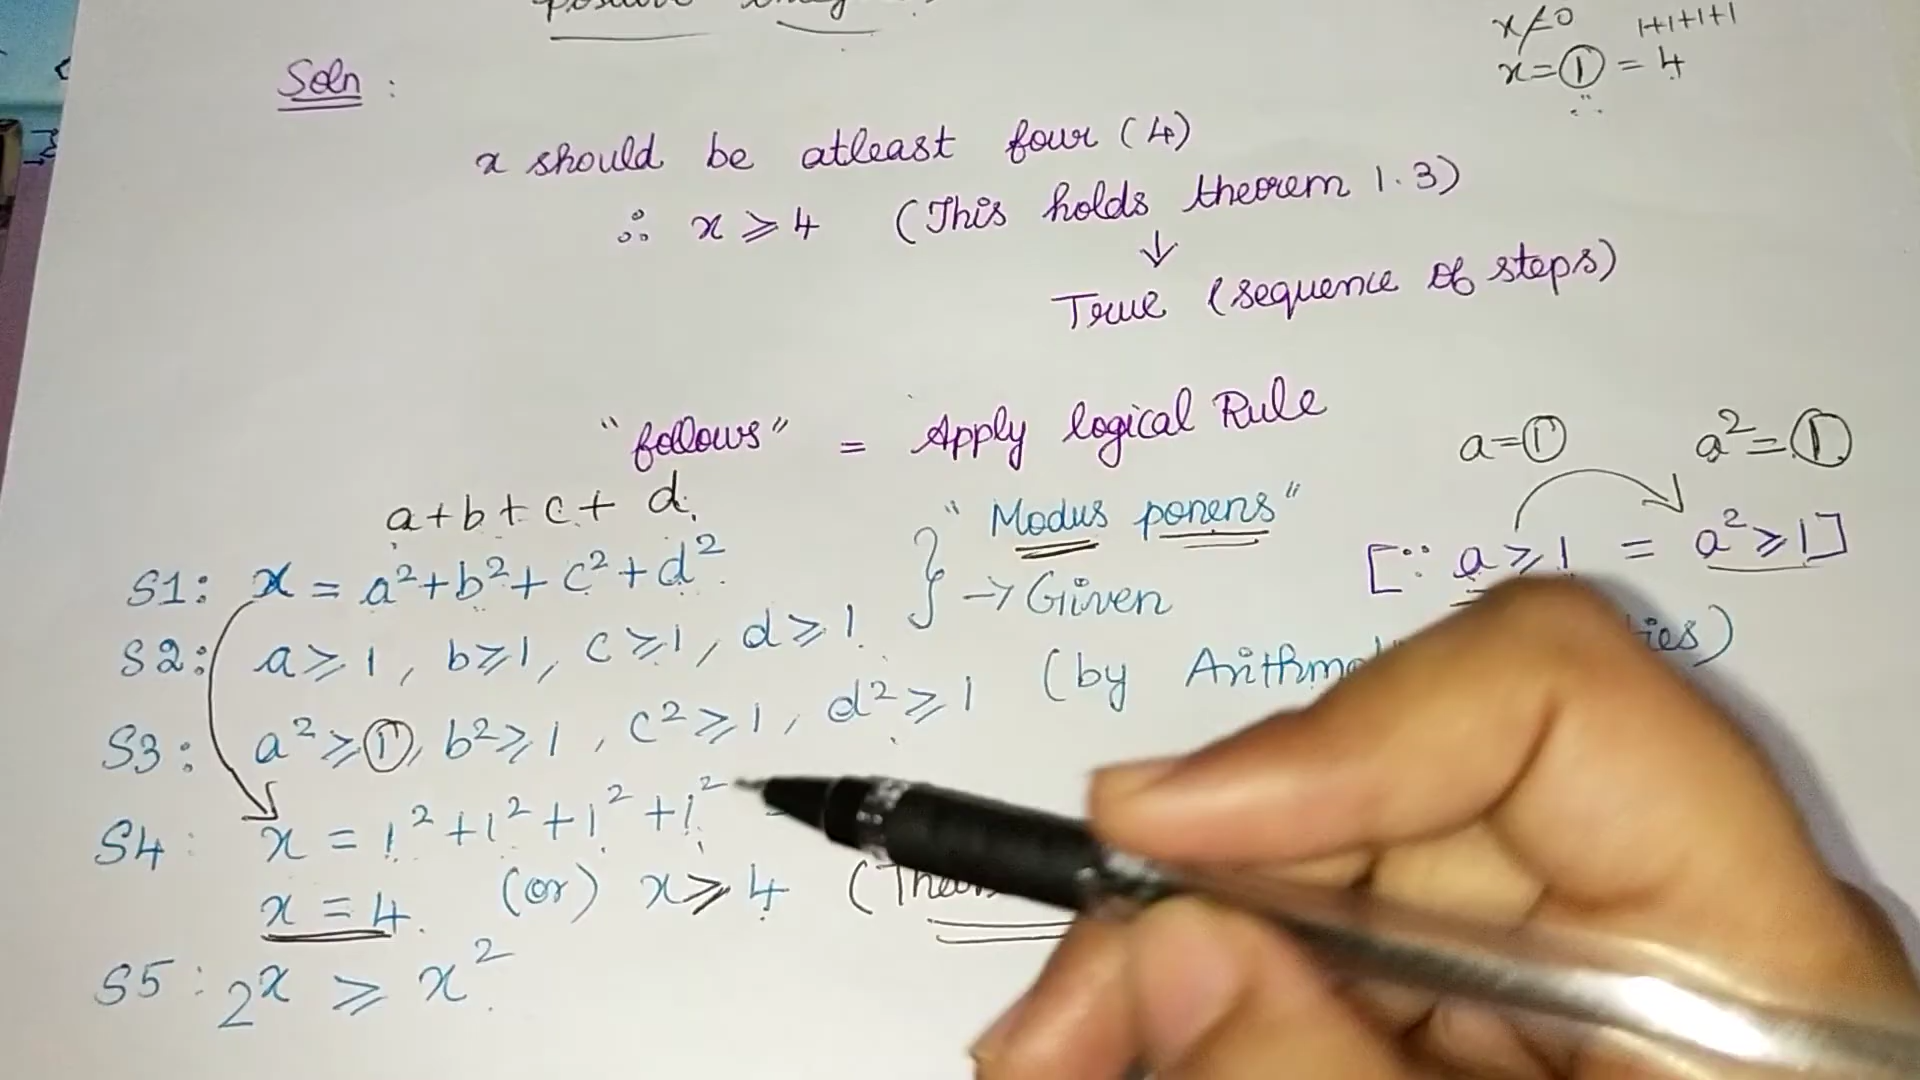 positive
x≠0 1+1+1+1
x=① = 4
Soln :
x should be atleast four (4)
∴ x ≥ 4 (This holds theorem 1.3)
↓
True (sequence of steps)
"follows" = Apply logical Rule
a=① a²=①
a+b+c+d
"Modus ponens"
[∵ a≥1 = a²≥1]
S1: x = a²+b²+c²+d²
→ Given
S2: a≥1, b≥1, c≥1, d≥1
S3: a²≥①, b²≥1, c²≥1, d²≥1 (by
S4: x = 1²+1²+1²+1²
x = 4 (or) x≥4
S5: 2ˣ ≥ x²